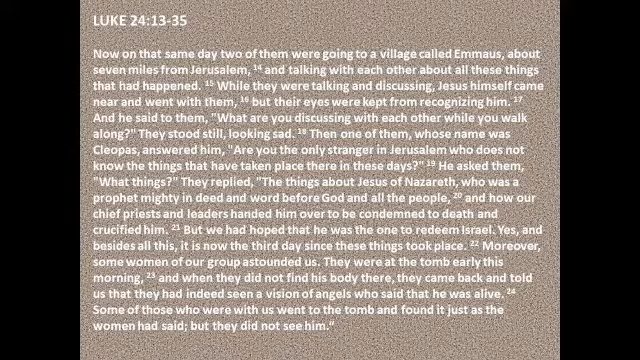 LUKE 24:13-35
Now on that same day two of them were going to a village called Emmaus, about
seven miles from Jerusalem, 14 and talking with each other about all these things
that had happened. 15 While they were talking and discussing, Jesus himself came
near and went with them, 16 but their eyes were kept from recognizing him. 17
And he said to them, "What are you discussing with each other while you walk
along?" They stood still, looking sad. 18 Then one of them, whose name was
Cleopas, answered him, "Are you the only stranger in Jerusalem who does not
know the things that have taken place there in these days?" 19 He asked them,
"What things?" They replied, "The things about Jesus of Nazareth, who was a
prophet mighty in deed and word before God and all the people, 20 and how our
chief priests and leaders handed him over to be condemned to death and
crucified him. 21 But we had hoped that he was the one to redeem Israel. Yes, and
besides all this, it is now the third day since these things took place. 22 Moreover,
some women of our group astounded us. They were at the tomb early this
morning, 23 and when they did not find his body there, they came back and told
us that they had indeed seen a vision of angels who said that he was alive. 24
Some of those who were with us went to the tomb and found it just as the
women had said; but they did not see him.“